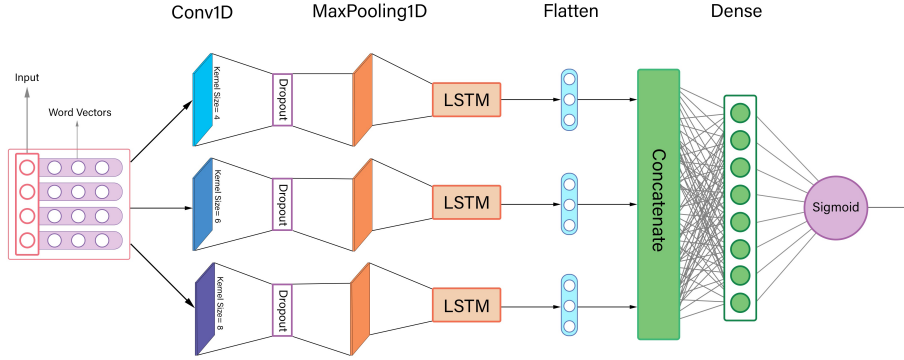 Conv1D
MaxPooling1D
Flatten
Dense
Input
Word Vectors
Kernel Size= 4
Dropout
LSTM
Kernel Size= 6
Dropout
LSTM
Kernel Size= 8
Dropout
LSTM
Concatenate
Sigmoid